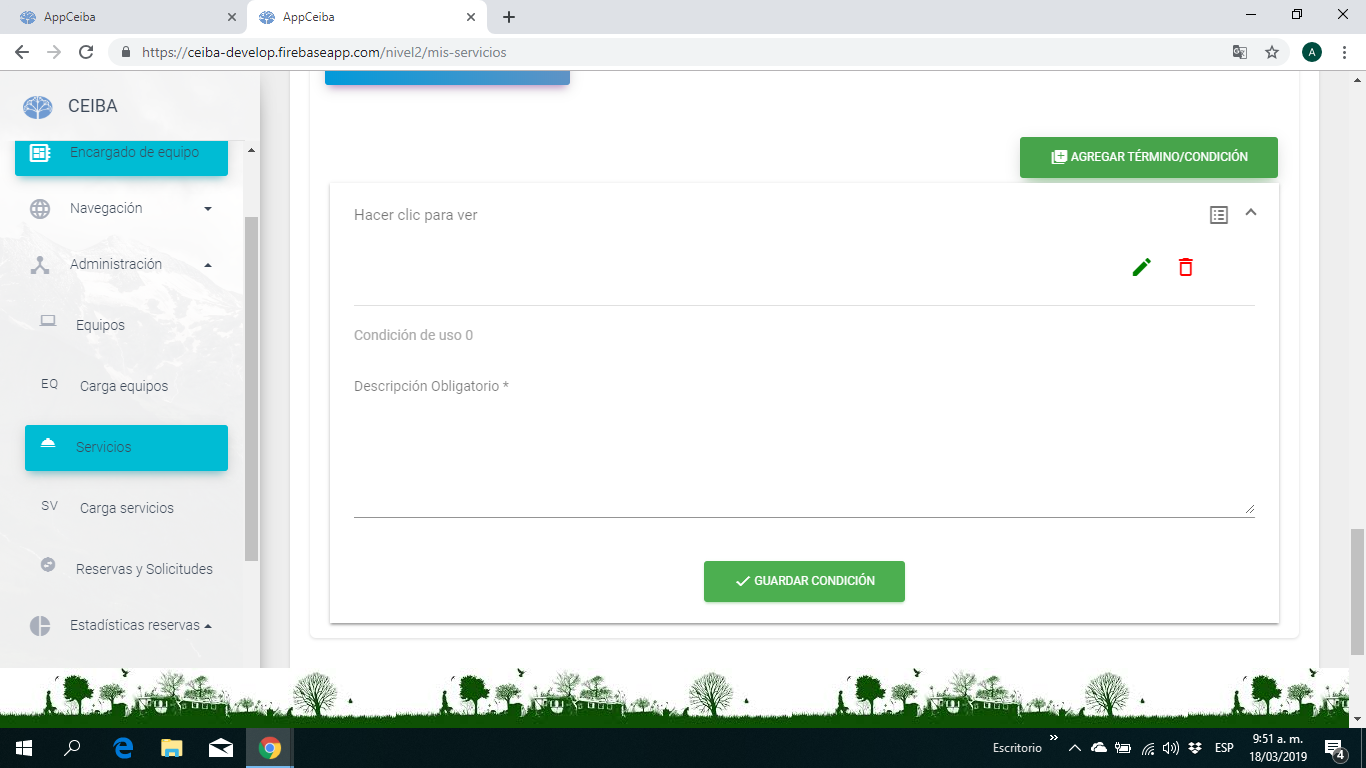 AppCeiba
AppCeiba
https://ceiba-develop.firebaseapp.com/nivel2/mis-servicios
A
CEIBA
Encargado de equipo
Navegación
Administración
Equipos
EQ Carga equipos
Servicios
SV Carga servicios
Reservas y Solicitudes
Estadísticas reservas
AGREGAR TÉRMINO/CONDICIÓN
Hacer clic para ver
Condición de uso 0
Descripción Obligatorio *
GUARDAR CONDICIÓN
Escritorio
ESP
9:51 a. m.
18/03/2019
4